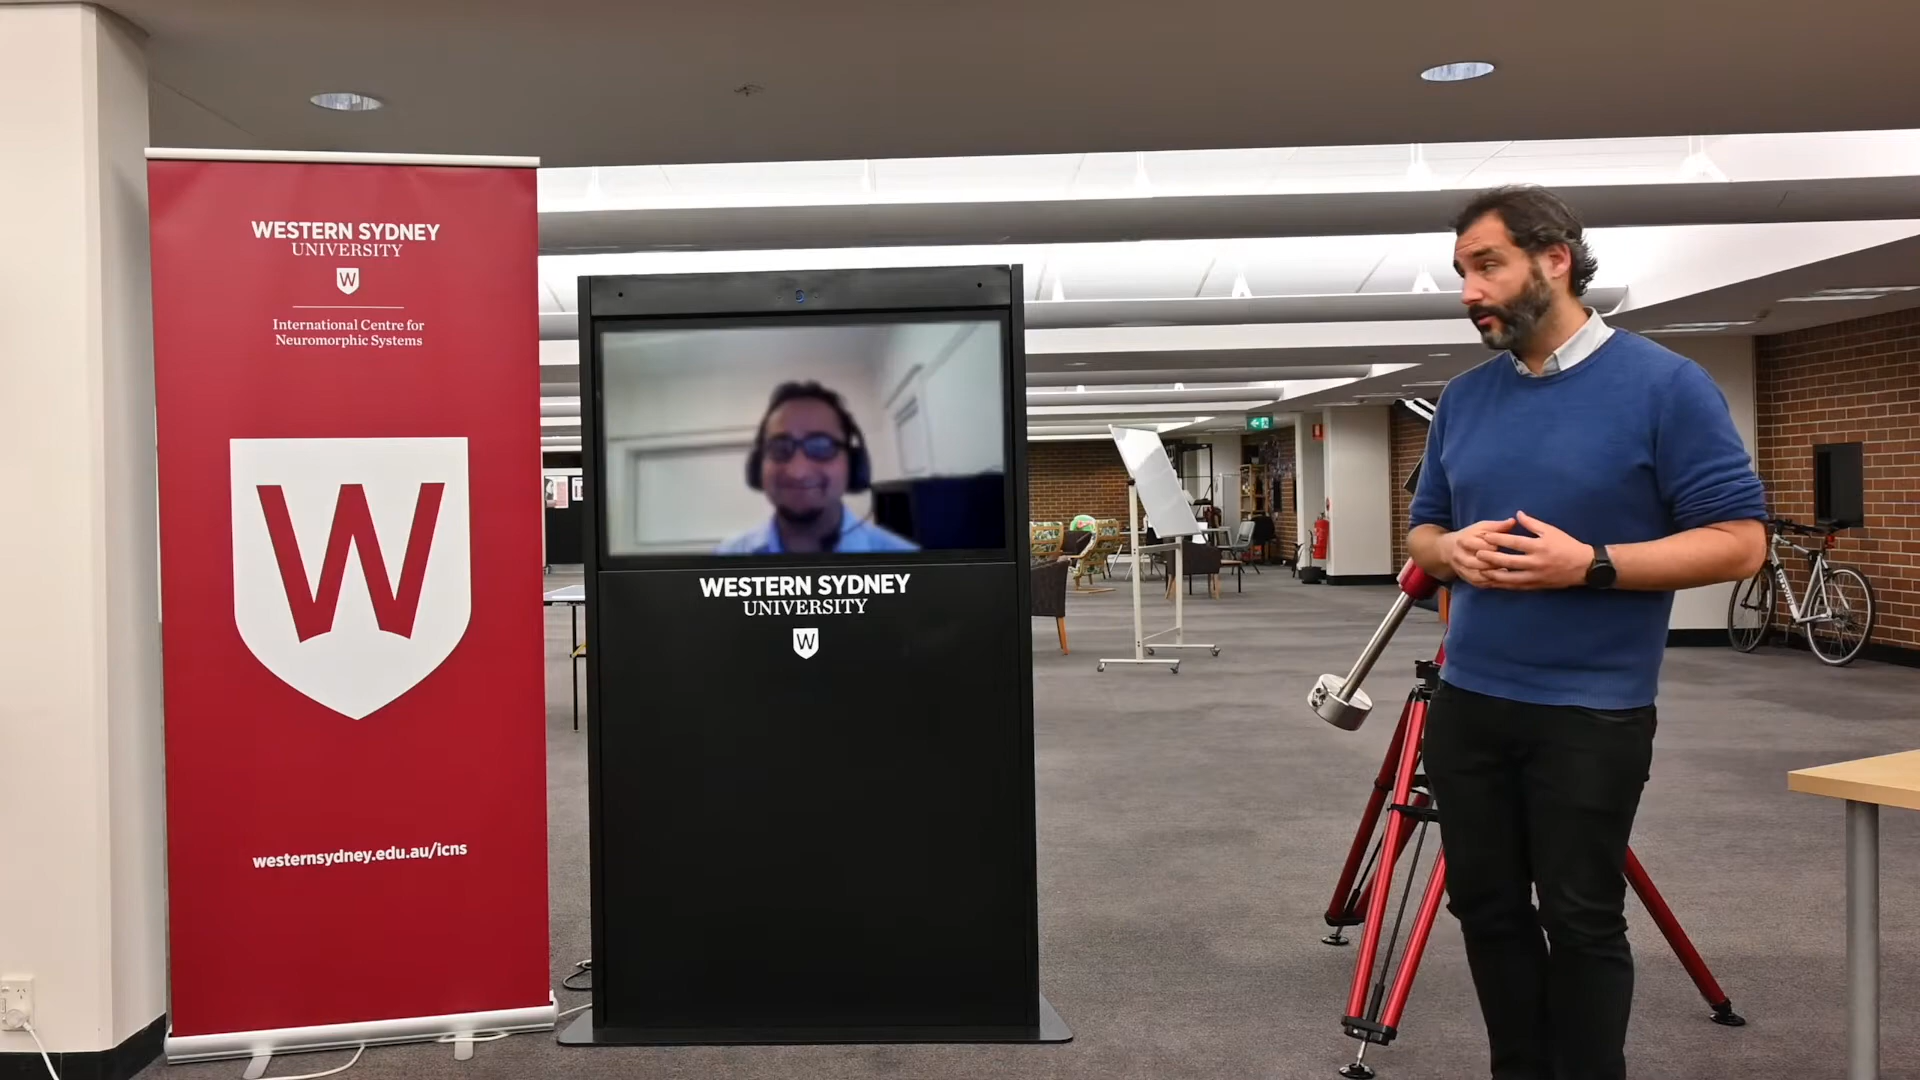 WESTERN SYDNEY
UNIVERSITY
W
International Centre for
Neuromorphic Systems
W
westernsydney.edu.au/icns
WESTERN SYDNEY
UNIVERSITY
W